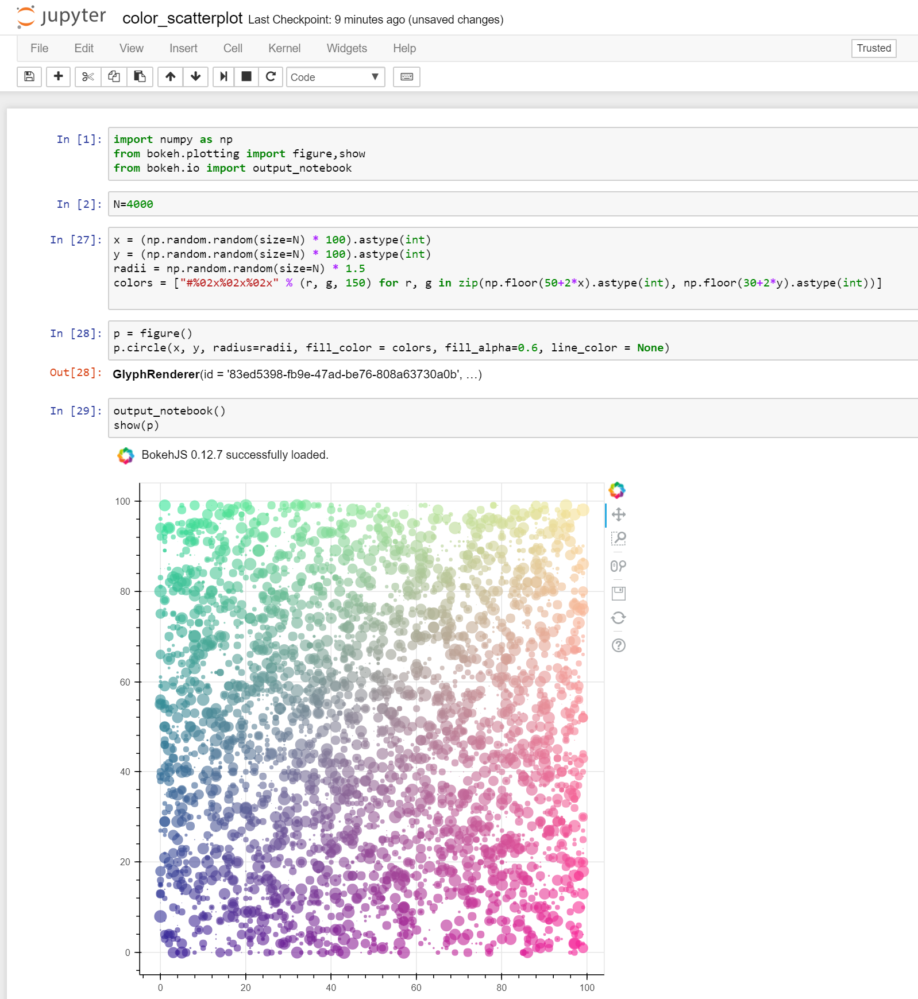 jupyter color_scatterplot Last Checkpoint: 9 minutes ago (unsaved changes)
File Edit View Insert Cell Kernel Widgets Help Trusted
Code
In [1]: import numpy as np
from bokeh.plotting import figure,show
from bokeh.io import output_notebook
In [2]: N=4000
In [27]: x = (np.random.random(size=N) * 100).astype(int)
y = (np.random.random(size=N) * 100).astype(int)
radii = np.random.random(size=N) * 1.5
colors = ["#%02x%02x%02x" % (r, g, 150) for r, g in zip(np.floor(50+2*x).astype(int), np.floor(30+2*y).astype(int))]
In [28]: p = figure()
p.circle(x, y, radius=radii, fill_color = colors, fill_alpha=0.6, line_color = None)
Out[28]: GlyphRenderer(id = '83ed5398-fb9e-47ad-be76-808a63730a0b', …)
In [29]: output_notebook()
show(p)
BokehJS 0.12.7 successfully loaded.
100
80
60
40
20
0
0 20 40 60 80 100